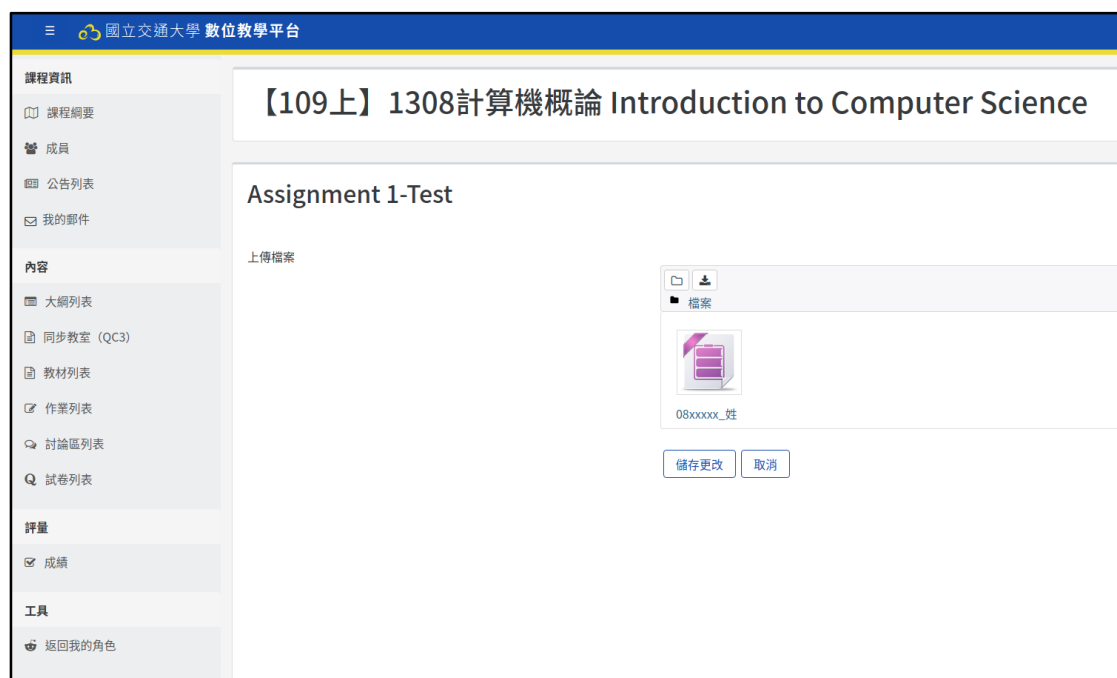 國立交通大學 數位教學平台
課程資訊
課程綱要
成員
公告列表
我的郵件
內容
大綱列表
同步教室（QC3）
教材列表
作業列表
討論區列表
試卷列表
評量
成績
工具
返回我的角色
【109上】1308計算機概論 Introduction to Computer Science
Assignment 1-Test
上傳檔案
檔案
08xxxxx_姓
儲存更改 取消